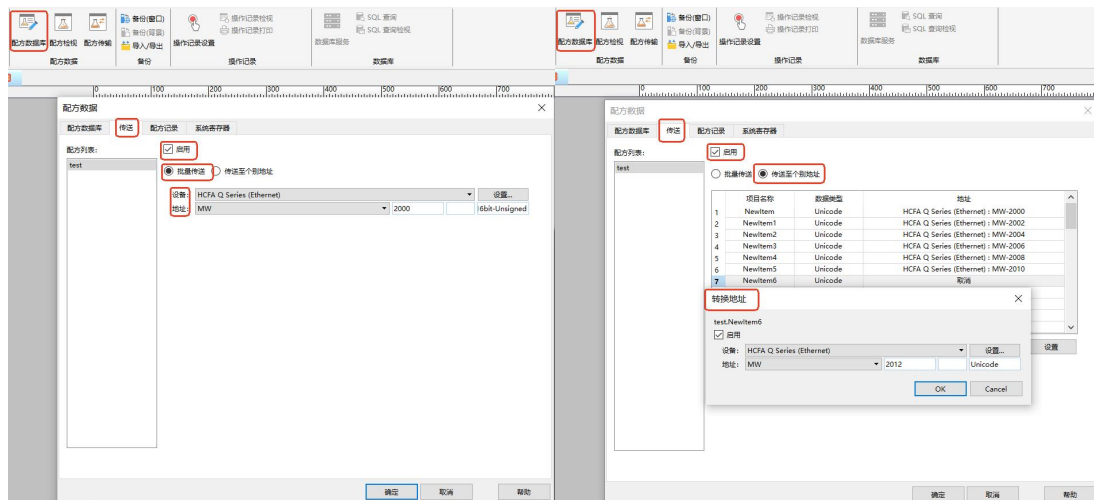 配方数据库 配方检视 配方传输
备份(窗口)
备份(背景)
导入/导出
操作记录设置
操作记录检视
操作记录打印
数据库服务
SQL 查询
SQL 查询检视
配方数据 备份 操作记录 数据库
0 100 200 300 400 500 600 700
配方数据
配方数据库 传送 配方记录 系统寄存器
配方列表:
test
启用
批量传送 传送至个别地址
设备: HCFA Q Series (Ethernet) 设置...
地址: MW 2000 6bit-Unsigned
确定 取消 帮助
配方数据库 配方检视 配方传输
备份(窗口)
备份(背景)
导入/导出
操作记录设置
操作记录检视
操作记录打印
数据库服务
SQL 查询
SQL 查询检视
配方数据 备份 操作记录 数据库
0 100 200 300 400 500 600 700
配方数据
配方数据库 传送 配方记录 系统寄存器
配方列表:
test
启用
批量传送 传送至个别地址
项目名称 数据类型 地址
1 NewItem Unicode HCFA Q Series (Ethernet) : MW-2000
2 NewItem1 Unicode HCFA Q Series (Ethernet) : MW-2002
3 NewItem2 Unicode HCFA Q Series (Ethernet) : MW-2004
4 NewItem3 Unicode HCFA Q Series (Ethernet) : MW-2006
5 NewItem4 Unicode HCFA Q Series (Ethernet) : MW-2008
6 NewItem5 Unicode HCFA Q Series (Ethernet) : MW-2010
7 NewItem6 Unicode 取消
设置
转换地址
test.NewItem6
启用
设备: HCFA Q Series (Ethernet) 设置...
地址: MW 2012 Unicode
OK Cancel
确定 取消 帮助